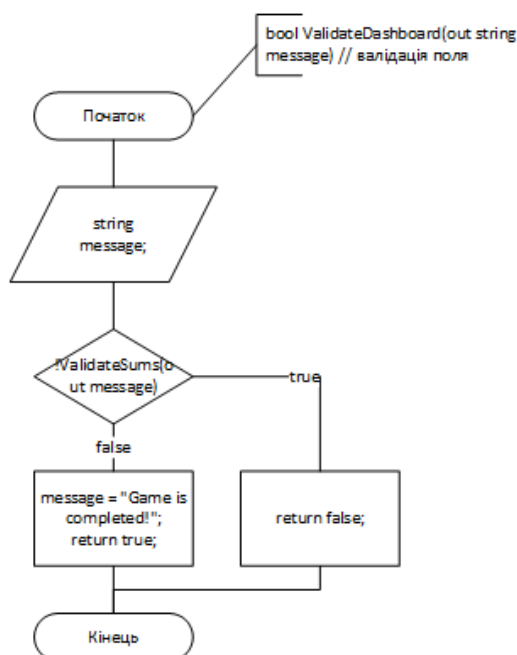 bool ValidateDashboard(out string
message) // валідація поля
Початок
string
message;
!ValidateSums(o
ut message)
true
false
message = "Game is
completed!";
return true;
return false;
Кінець